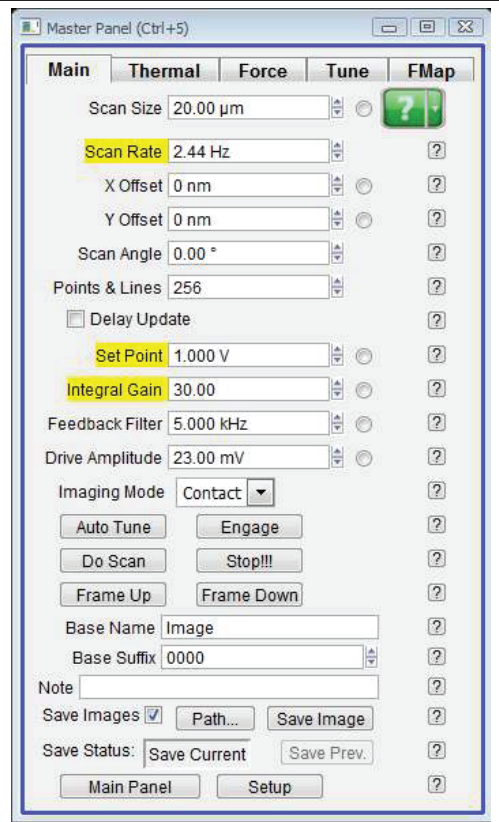 Master Panel (Ctrl+5)
Main Thermal Force Tune FMap
Scan Size 20.00 µm ?
Scan Rate 2.44 Hz ?
X Offset 0 nm ?
Y Offset 0 nm ?
Scan Angle 0.00 ° ?
Points & Lines 256 ?
Delay Update ?
Set Point 1.000 V ?
Integral Gain 30.00 ?
Feedback Filter 5.000 kHz ?
Drive Amplitude 23.00 mV ?
Imaging Mode Contact ?
Auto Tune Engage ?
Do Scan Stop!!! ?
Frame Up Frame Down ?
Base Name Image ?
Base Suffix 0000 ?
Note ?
Save Images Path... Save Image ?
Save Status: Save Current Save Prev. ?
Main Panel Setup ?